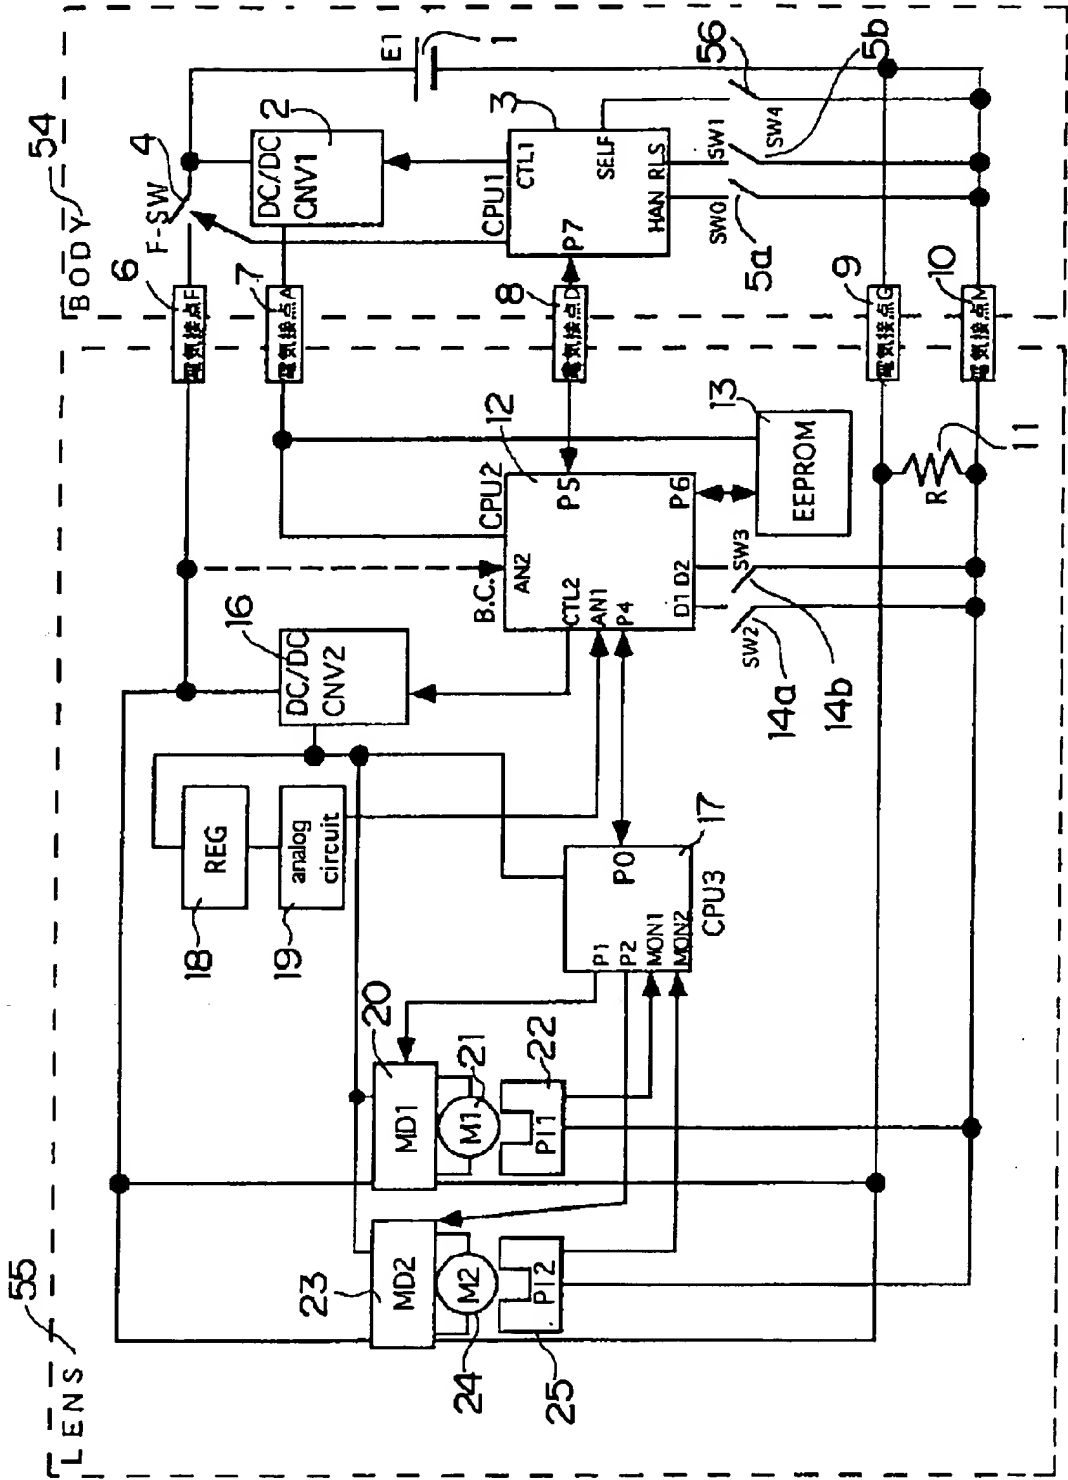 BODY
54
F-SW
4
DC/DC
CNV1
2
E1
1
CPU1
3
CTL1
SELF
P7
HAN
RLS
SW0
SW1
SW4
5a
5b
56
6
電気接点F
7
電気接点A
8
電気接点D
9
電気接点G
10
電気接点M
R
11
CPU2
12
P5
P6
AN2
B.C.
CTL2
AN1
P4
D1
D2
EEPROM
13
SW2
SW3
14a
14b
DC/DC
CNV2
16
REG
18
analog
circuit
19
P0
17
CPU3
P1
P2
MON1
MON2
MD1
20
M1
21
PI1
22
MD2
23
M2
24
PI2
25
LENS
55